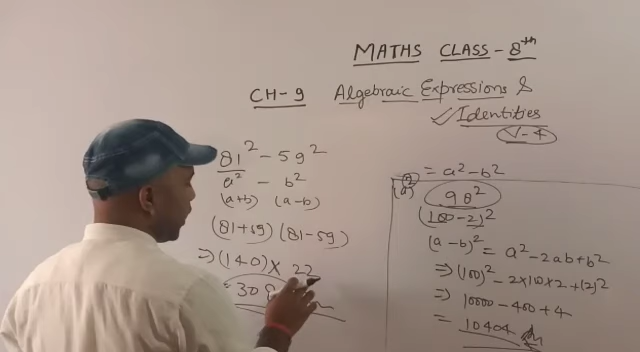 MATHS CLASS - 8th
CH-9 Algebraic Expressions &
Identities
V-4
81² - 59²
a² - b²
(a+b) (a-b)
(81+59) (81-59)
⇒ (140) × 22
= 308
= a² - b²
98²
(100-2)²
(a-b)² = a² - 2ab + b²
⇒ (100)² - 2×100×2 + (2)²
⇒ 10000 - 400 + 4
= 10404